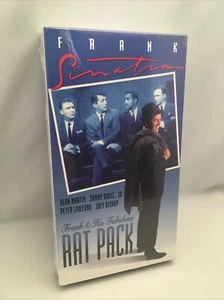 FRANK
Sinatra
DEAN MARTIN SAMMY DAVIS, JR.
PETER LAWFORD JOEY BISHOP
Frank & His Fabulous
RAT PACK